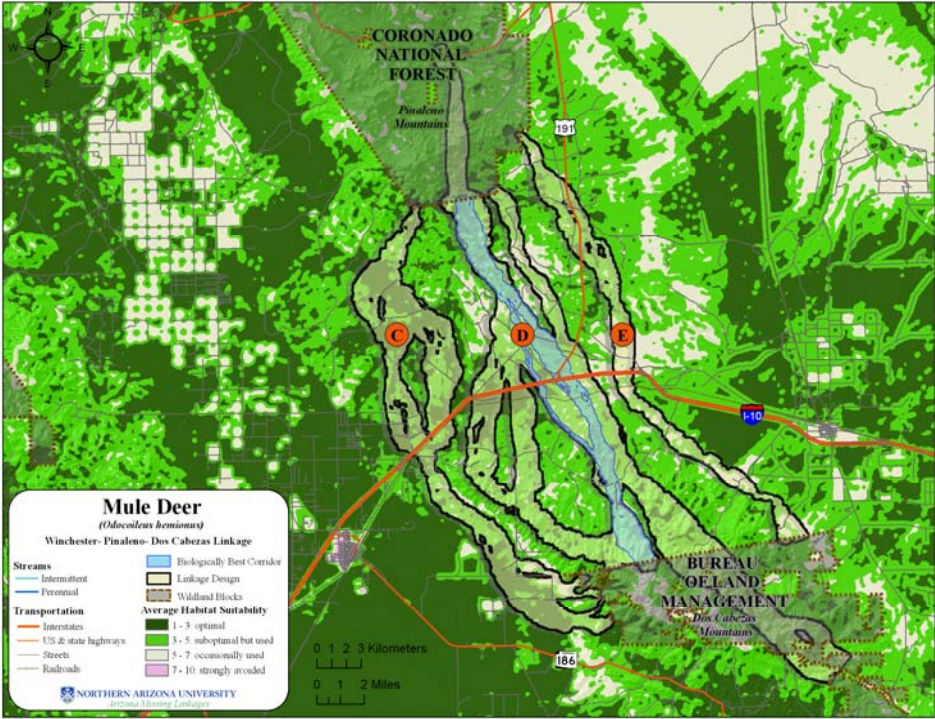 N
W E
S
CORONADO
NATIONAL
FOREST
Pinaleno
Mountains
191
C
D
E
I-10
BUREAU
OF LAND
MANAGEMENT
Dos Cabezas
Mountains
186
Mule Deer
(Odocoileus hemionus)
Winchester- Pinaleno- Dos Cabezas Linkage
Streams
Intermittent
Perennial
Transportation
Interstates
US & state highways
Streets
Railroads
Biologically Best Corridor
Linkage Design
Wildland Blocks
Average Habitat Suitability
1 - 3: optimal
3 - 5: suboptimal but used
5 - 7: occasionally used
7 - 10: strongly avoided
NORTHERN ARIZONA UNIVERSITY
Arizona Missing Linkages
0 1 2 3 Kilometers
0 1 2 Miles